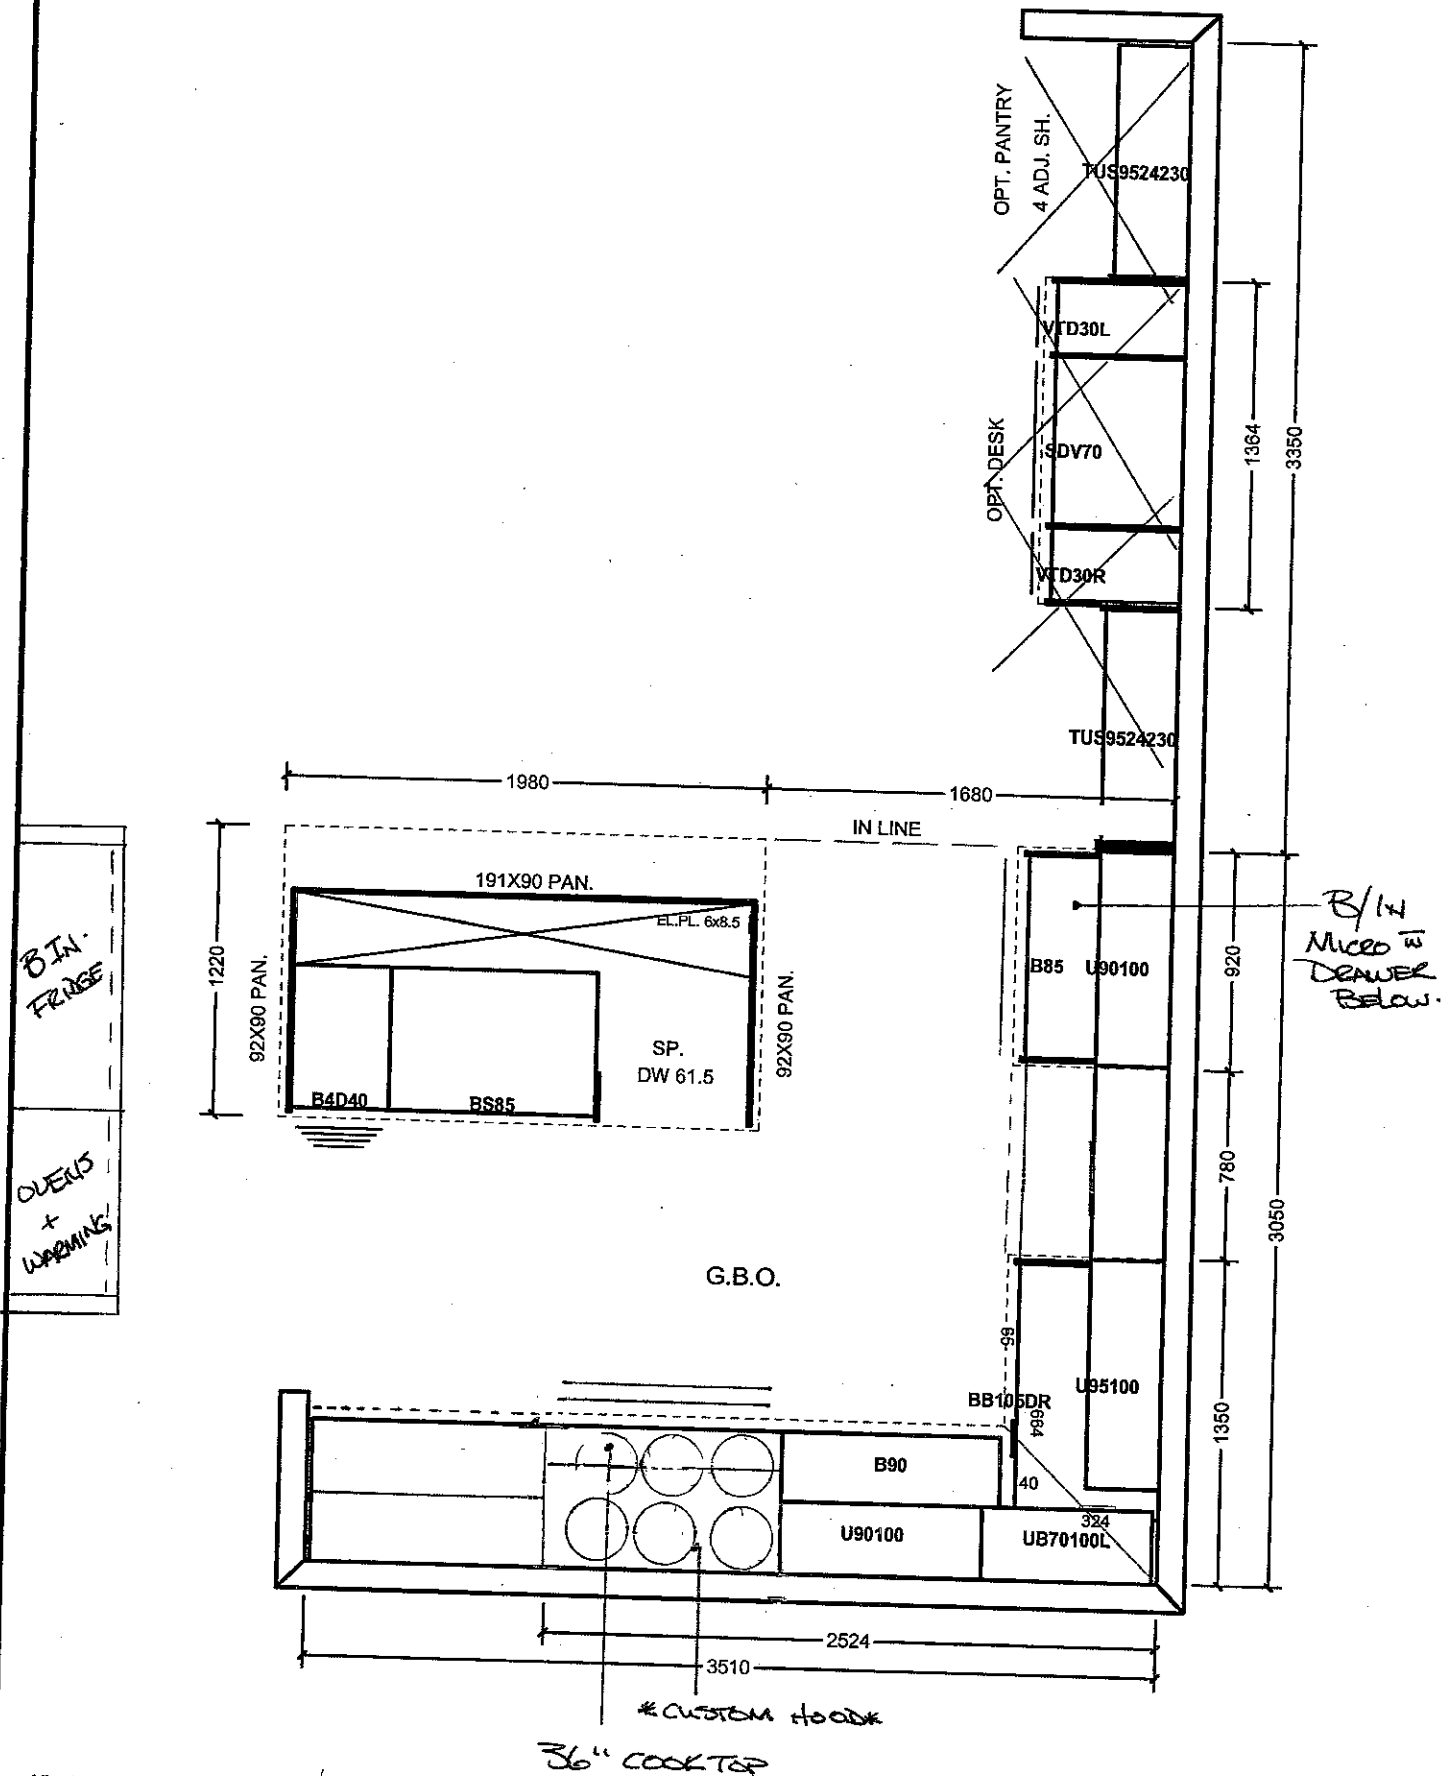 OPT. PANTRY
4 ADJ. SH.
TUS9524230
VTD30L
OPT. DESK
SDV70
1364
3350
VTD30R
TUS9524230
1980
1680
IN LINE
191X90 PAN.
EL.PL. 6x8.5
1220
92X90 PAN.
92X90 PAN.
SP.
DW 61.5
B4D40
BS85
B IN.
FRIDGE
OVENS
+
WARMING
B85
U90100
920
B/IN
MICRO W
DRAWER
BELOW.
780
3050
G.B.O.
99
BB105DR
U95100
664
1350
B90
40
324
U90100
UB70100L
2524
3510
*CUSTOM HOOD*
36" COOKTOP